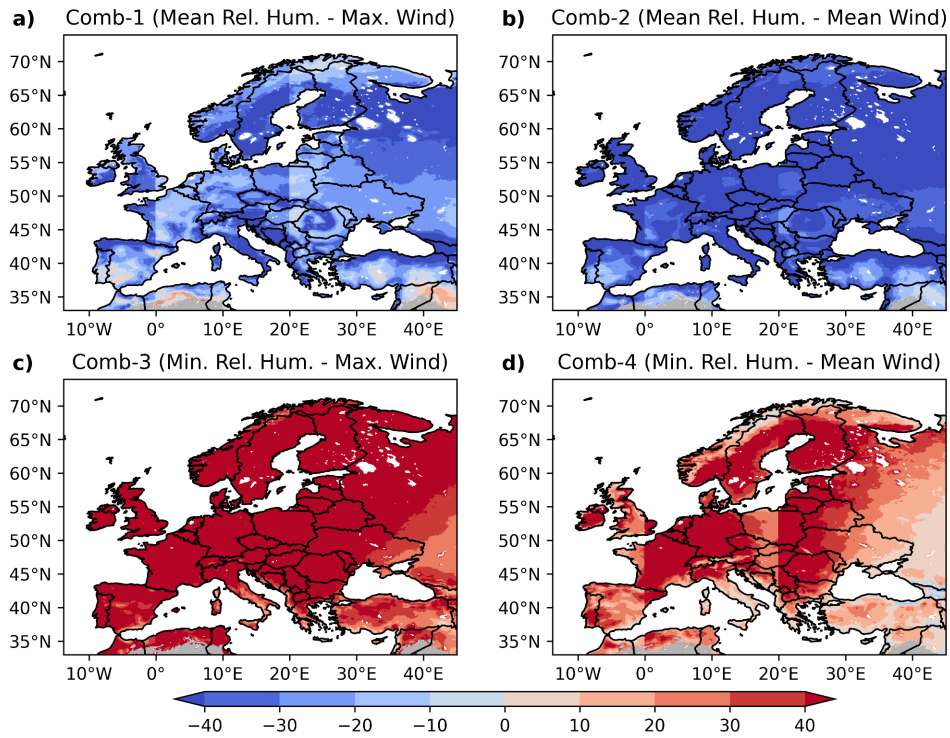 a) Comb-1 (Mean Rel. Hum. - Max. Wind)
b) Comb-2 (Mean Rel. Hum. - Mean Wind)
70°N
65°N
60°N
55°N
50°N
45°N
40°N
35°N
10°W 0° 10°E 20°E 30°E 40°E
70°N
65°N
60°N
55°N
50°N
45°N
40°N
35°N
10°W 0° 10°E 20°E 30°E 40°E
c) Comb-3 (Min. Rel. Hum. - Max. Wind)
d) Comb-4 (Min. Rel. Hum. - Mean Wind)
70°N
65°N
60°N
55°N
50°N
45°N
40°N
35°N
10°W 0° 10°E 20°E 30°E 40°E
70°N
65°N
60°N
55°N
50°N
45°N
40°N
35°N
10°W 0° 10°E 20°E 30°E 40°E
−40 −30 −20 −10 0 10 20 30 40